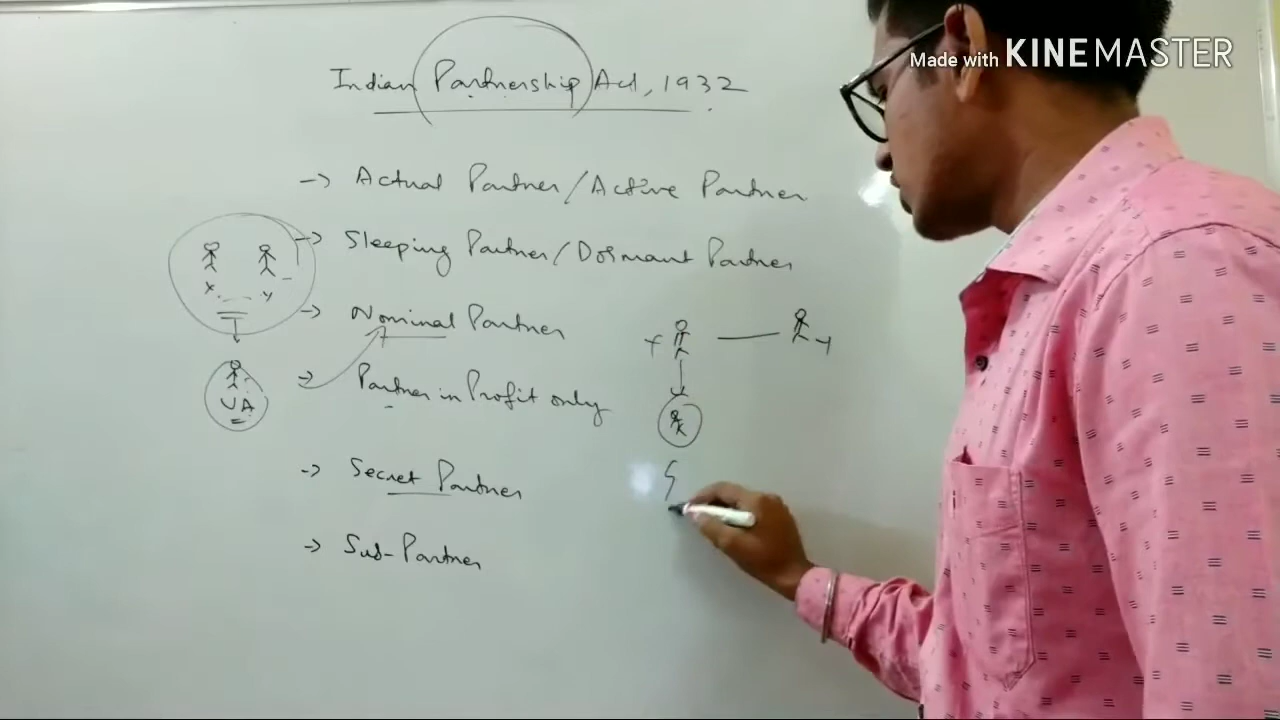 Made with KINEMASTER
Indian Partnership Act, 1932
-> Actual Partner/Active Partner
-> Sleeping Partner/Dormant Partner
x y
-> Nominal Partner
-> Partner in Profit only
-> Secret Partner
S
-> Sub-Partner